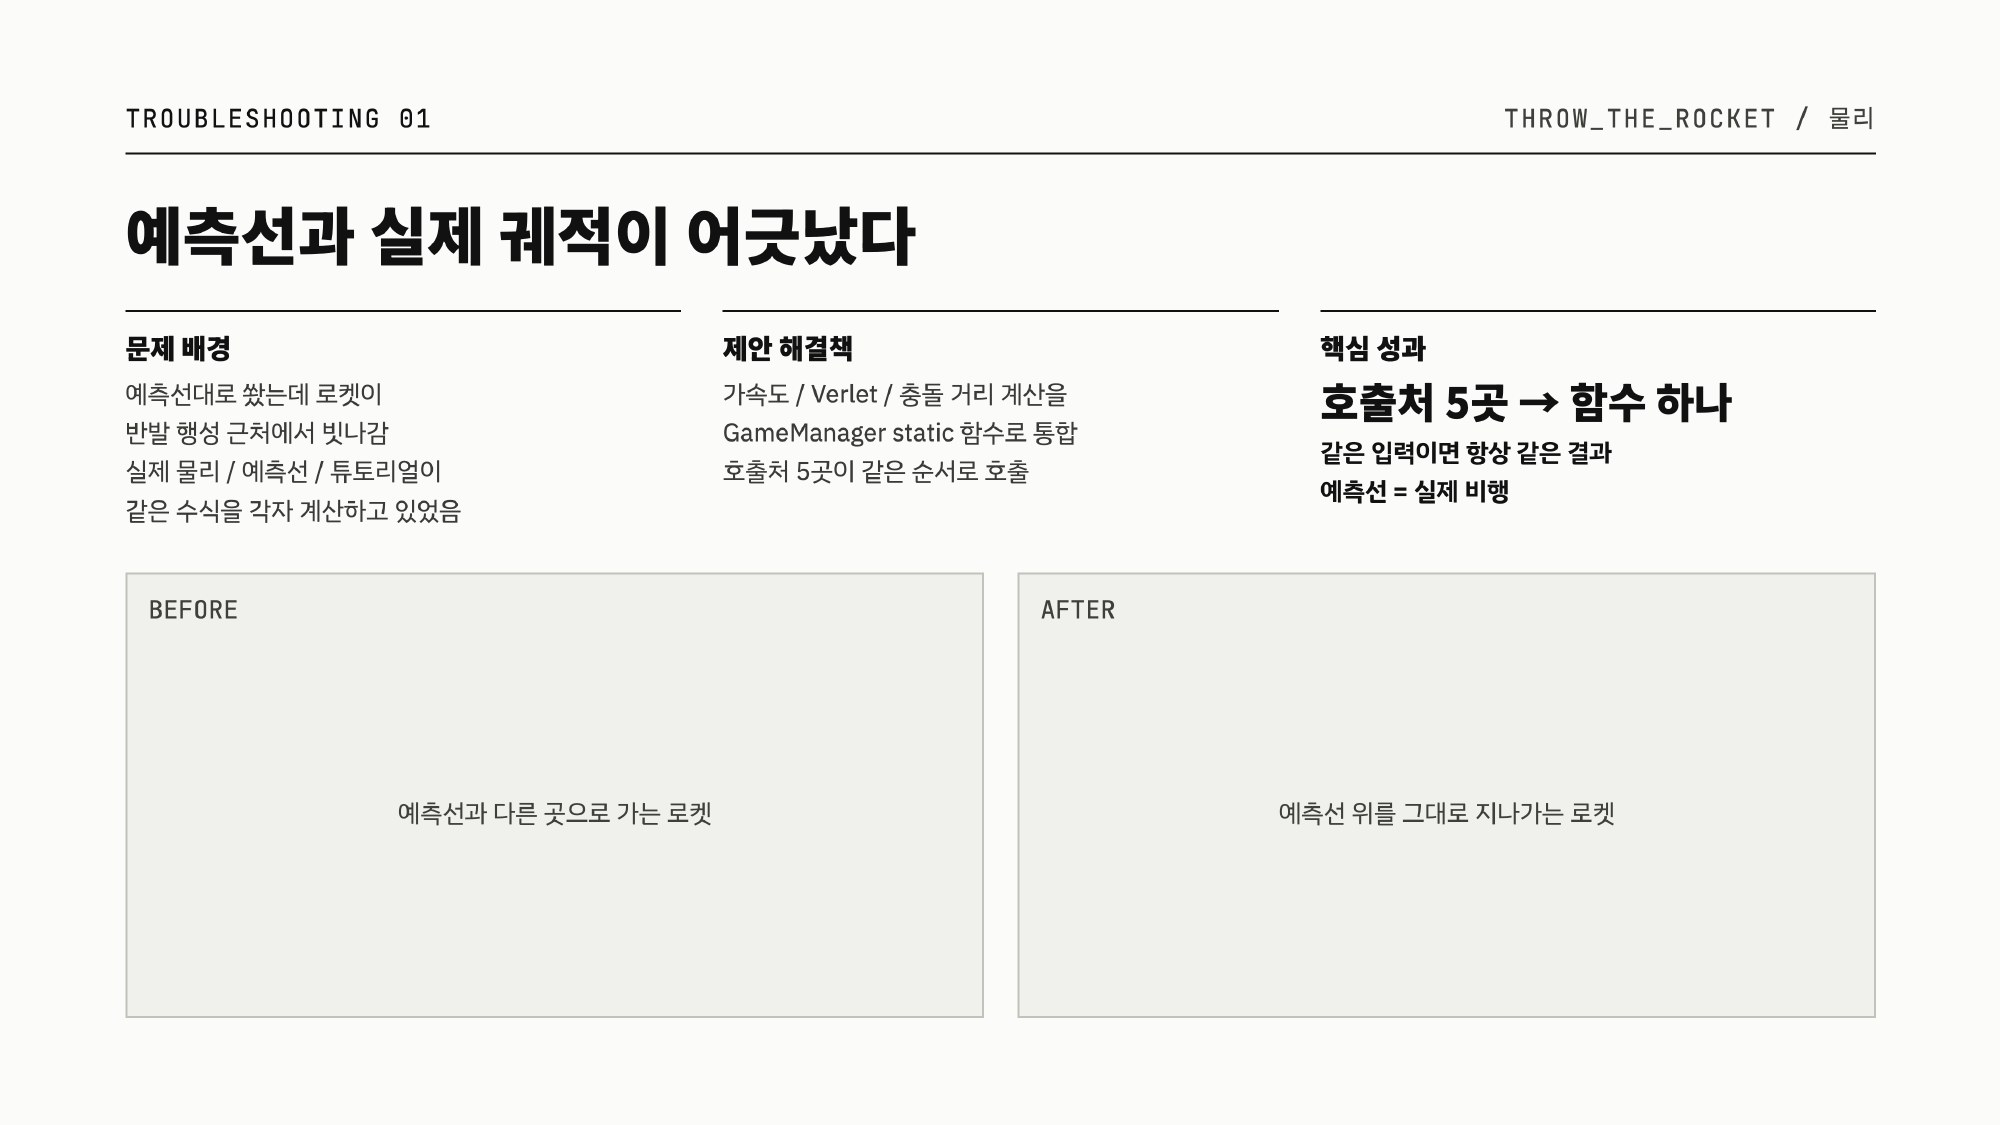 TROUBLESHOOTING 01
THROW_THE_ROCKET / 물리
예측선과 실제 궤적이 어긋났다
문제 배경
예측선대로 쐈는데 로켓이
반발 행성 근처에서 빗나감
실제 물리 / 예측선 / 튜토리얼이
같은 수식을 각자 계산하고 있었음
제안 해결책
가속도 / Verlet / 충돌 거리 계산을
GameManager static 함수로 통합
호출처 5곳이 같은 순서로 호출
핵심 성과
호출처 5곳 → 함수 하나
같은 입력이면 항상 같은 결과
예측선 = 실제 비행
BEFORE
예측선과 다른 곳으로 가는 로켓
AFTER
예측선 위를 그대로 지나가는 로켓